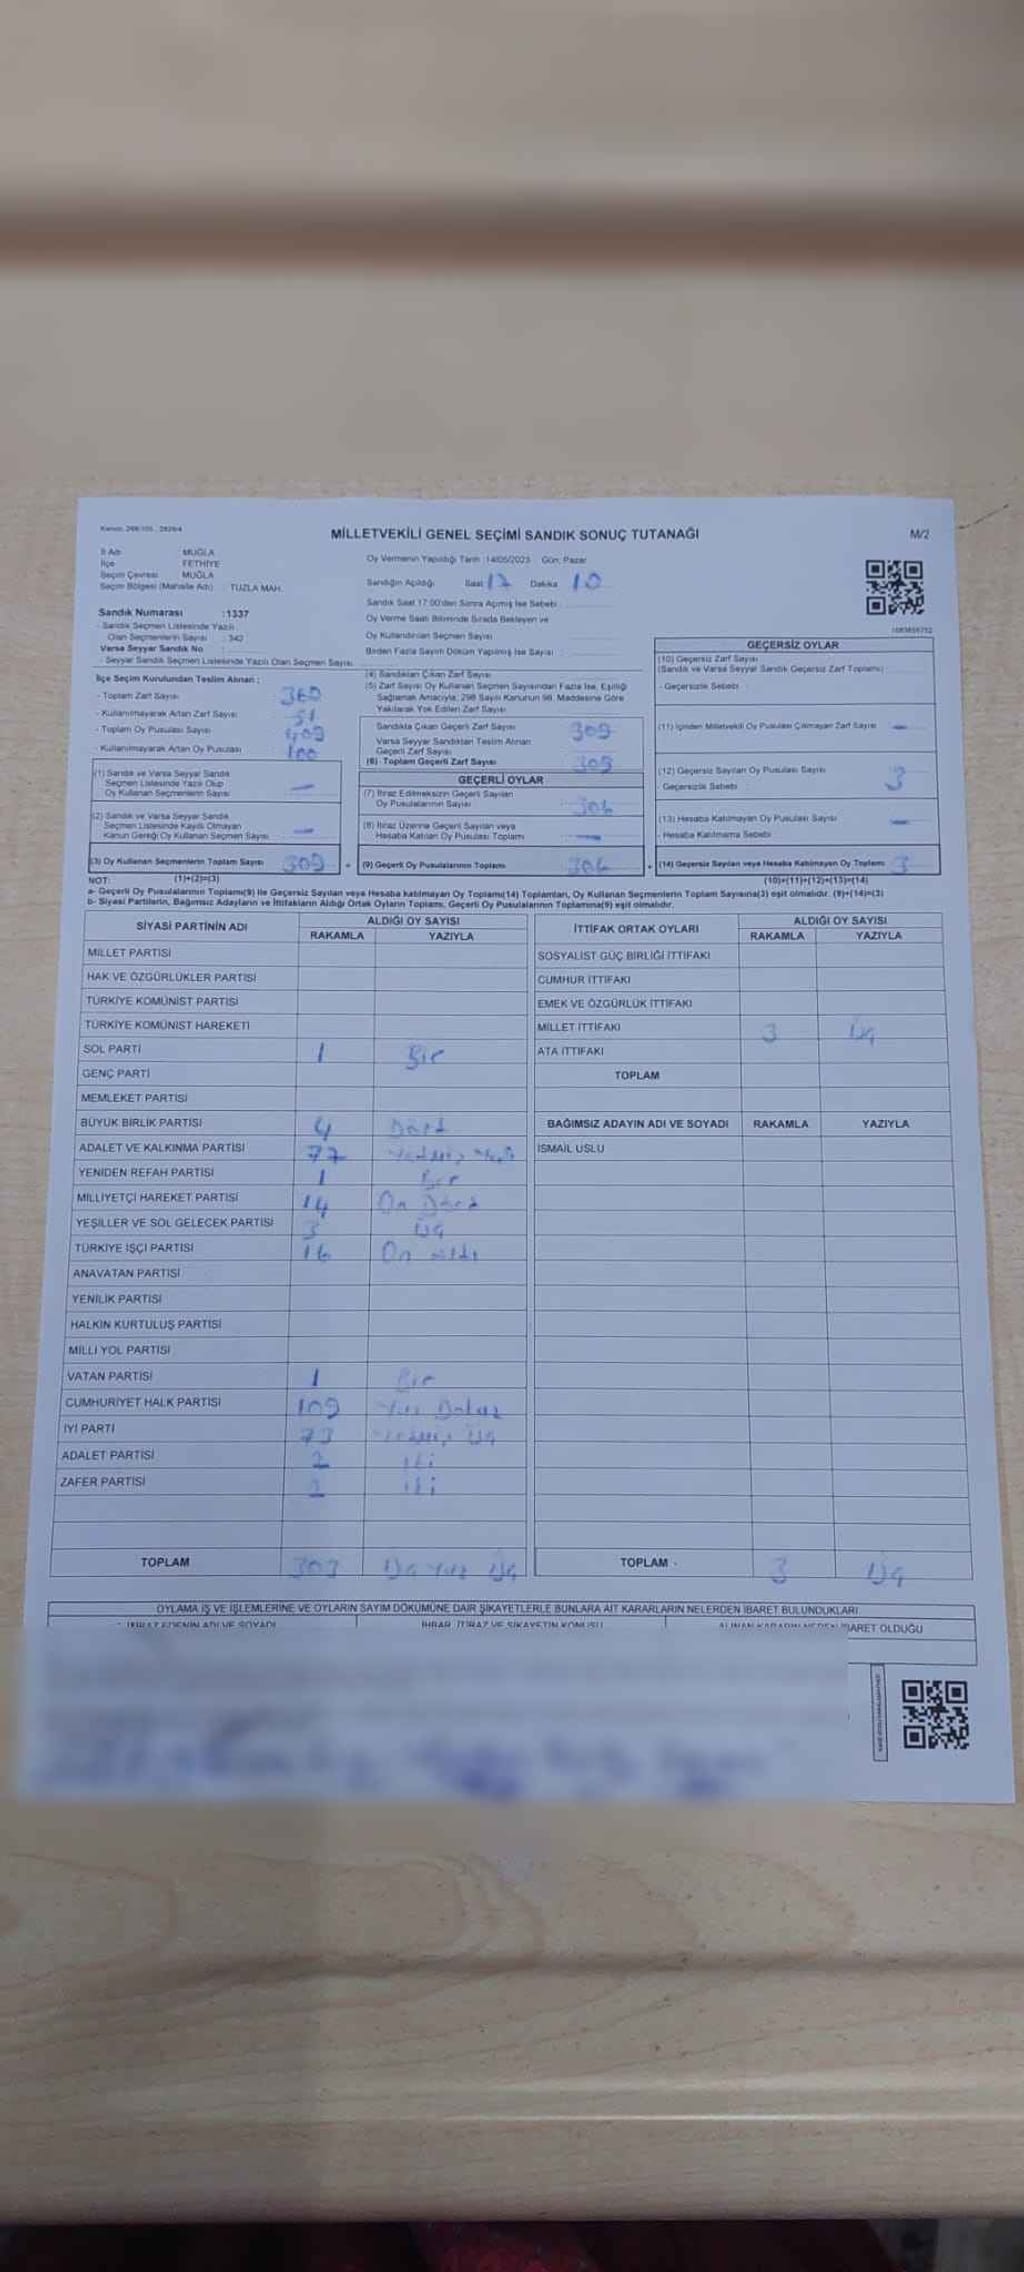 Kanun: 298/105 , 2839/4
MİLLETVEKİLİ GENEL SEÇİMİ SANDIK SONUÇ TUTANAĞI
M/2
İl Adı MUĞLA
İlçe FETHİYE
Seçim Çevresi MUĞLA
Seçim Bölgesi (Mahalle Adı) : TUZLA MAH.
Oy Vermenin Yapıldığı Tarih :14/05/2023 Gün: Pazar
Sandığın Açıldığı Saat 17 Dakika 10
Sandık Saat 17:00'den Sonra Açılmış İse Sebebi
Oy Verme Saati Bitiminde Sırada Bekleyen ve
Oy Kullandırılan Seçmen Sayısı
Birden Fazla Sayım Döküm Yapılmış İse Sayısı :
Sandık Numarası :1337
- Sandık Seçmen Listesinde Yazılı
Olan Seçmenlerin Sayısı : 342
Varsa Seyyar Sandık No
- Seyyar Sandık Seçmen Listesinde Yazılı Olan Seçmen Sayısı
İlçe Seçim Kurulundan Teslim Alınan :
- Toplam Zarf Sayısı 360
- Kullanılmayarak Artan Zarf Sayısı 51
- Toplam Oy Pusulası Sayısı 409
- Kullanılmayarak Artan Oy Pusulası 100
(1) Sandık ve Varsa Seyyar Sandık
Seçmen Listesinde Yazılı Olup
Oy Kullanan Seçmenlerin Sayısı —
(2) Sandık ve Varsa Seyyar Sandık
Seçmen Listesinde Kayıtlı Olmayan
Kanun Gereği Oy Kullanan Seçmen Sayısı —
(3) Oy Kullanan Seçmenlerin Toplam Sayısı 309
(4) Sandıktan Çıkan Zarf Sayısı
(5) Zarf Sayısı Oy Kullanan Seçmen Sayısından Fazla İse, Eşitliği
Sağlamak Amacıyla; 298 Sayılı Kanunun 98. Maddesine Göre
Yakılarak Yok Edilen Zarf Sayısı
Sandıkta Çıkan Geçerli Zarf Sayısı 309
Varsa Seyyar Sandıktan Teslim Alınan
Geçerli Zarf Sayısı
(6) Toplam Geçerli Zarf Sayısı 309
GEÇERLİ OYLAR
(7) İtiraz Edilmeksizin Geçerli Sayılan
Oy Pusulalarının Sayısı 306
(8) İtiraz Üzerine Geçerli Sayılan veya
Hesaba Katılan Oy Pusulası Toplamı —
(9) Geçerli Oy Pusulalarının Toplamı 306
GEÇERSİZ OYLAR
(10) Geçersiz Zarf Sayısı
(Sandık ve Varsa Seyyar Sandık Geçersiz Zarf Toplamı)
- Geçersizlik Sebebi
(11) İçinden Milletvekili Oy Pusulası Çıkmayan Zarf Sayısı —
(12) Geçersiz Sayılan Oy Pusulası Sayısı 3
- Geçersizlik Sebebi
(13) Hesaba Katılmayan Oy Pusulası Sayısı —
- Hesaba Katılmama Sebebi
(14) Geçersiz Sayılan veya Hesaba Katılmayan Oy Toplamı 3
NOT: (1)+(2)=(3)
(10)+(11)+(12)+(13)=(14)
a- Geçerli Oy Pusulalarının Toplamı(9) ile Geçersiz Sayılan veya Hesaba katılmayan Oy Toplamı(14) Toplamları, Oy Kullanan Seçmenlerin Toplam Sayısına(3) eşit olmalıdır. (9)+(14)=(3)
b- Siyasi Partilerin, Bağımsız Adayların ve İttifakların Aldığı Ortak Oyların Toplamı, Geçerli Oy Pusulalarının Toplamına(9) eşit olmalıdır.
SİYASİ PARTİNİN ADI ALDIĞI OY SAYISI
RAKAMLA YAZIYLA
MİLLET PARTİSİ
HAK VE ÖZGÜRLÜKLER PARTİSİ
TÜRKİYE KOMÜNİST PARTİSİ
TÜRKİYE KOMÜNİST HAREKETİ
SOL PARTİ 1 Bir
GENÇ PARTİ
MEMLEKET PARTİSİ
BÜYÜK BİRLİK PARTİSİ 4 Dört
ADALET VE KALKINMA PARTİSİ 77 Yetmiş Yedi
YENİDEN REFAH PARTİSİ 1 Bir
MİLLİYETÇİ HAREKET PARTİSİ 14 On Dört
YEŞİLLER VE SOL GELECEK PARTİSİ 3 Üç
TÜRKİYE İŞÇİ PARTİSİ 16 On altı
ANAVATAN PARTİSİ
YENİLİK PARTİSİ
HALKIN KURTULUŞ PARTİSİ
MİLLİ YOL PARTİSİ
VATAN PARTİSİ 1 Bir
CUMHURİYET HALK PARTİSİ 109 Yüz Dokuz
İYİ PARTİ 73 Yetmiş Üç
ADALET PARTİSİ 2 İki
ZAFER PARTİSİ 2 İki
TOPLAM 303 Üç Yüz Üç
İTTİFAK ORTAK OYLARI ALDIĞI OY SAYISI
RAKAMLA YAZIYLA
SOSYALİST GÜÇ BİRLİĞİ İTTİFAKI
CUMHUR İTTİFAKI
EMEK VE ÖZGÜRLÜK İTTİFAKI
MİLLET İTTİFAKI 3 Üç
ATA İTTİFAKI
TOPLAM
BAĞIMSIZ ADAYIN ADI VE SOYADI RAKAMLA YAZIYLA
İSMAİL USLU
TOPLAM 3 Üç
OYLAMA İŞ VE İŞLEMLERİNE VE OYLARIN SAYIM DÖKÜMÜNE DAİR ŞİKAYETLERLE BUNLARA AİT KARARLARIN NELERDEN İBARET BULUNDUKLARI
İHBAR, İTİRAZ VE ŞİKAYETİN KONUSU
İBARET OLDUĞU